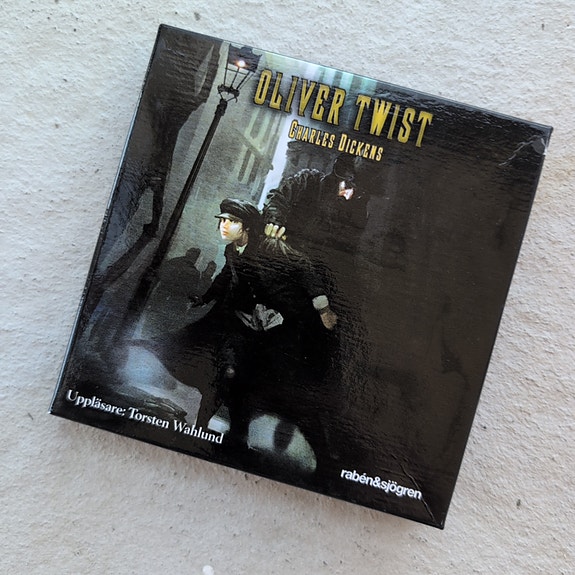 OLIVER TWIST
CHARLES DICKENS
Uppläsare: Torsten Wahlund
rabén&sjögren